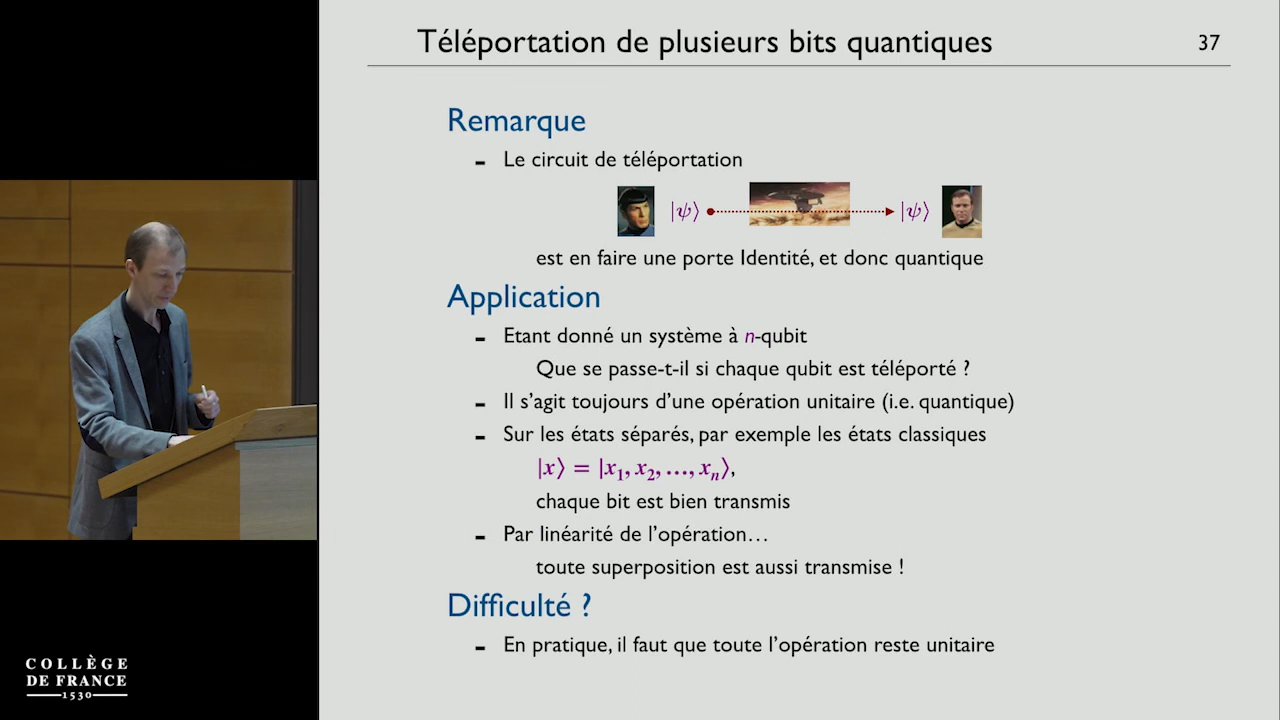 Téléportation de plusieurs bits quantiques
37
Remarque
- Le circuit de téléportation
|ψ⟩ |ψ⟩
est en faire une porte Identité, et donc quantique
Application
- Etant donné un système à n-qubit
Que se passe-t-il si chaque qubit est téléporté ?
- Il s’agit toujours d’une opération unitaire (i.e. quantique)
- Sur les états séparés, par exemple les états classiques
|x⟩ = |x₁, x₂, …, xₙ⟩,
chaque bit est bien transmis
- Par linéarité de l’opération…
toute superposition est aussi transmise !
Difficulté ?
- En pratique, il faut que toute l’opération reste unitaire
COLLÈGE
DE FRANCE
1530